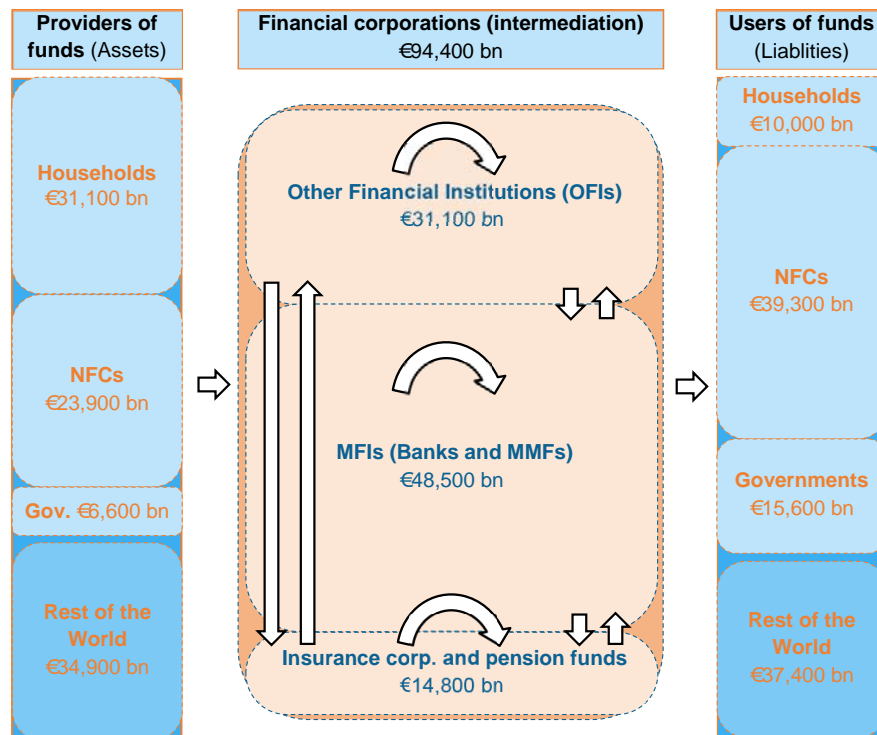 Providers of
funds (Assets)
Financial corporations (intermediation)
€94,400 bn
Users of funds
(Liablities)
Households
€31,100 bn
NFCs
€23,900 bn
Gov. €6,600 bn
Rest of the
World
€34,900 bn
Other Financial Institutions (OFIs)
€31,100 bn
MFIs (Banks and MMFs)
€48,500 bn
Insurance corp. and pension funds
€14,800 bn
Households
€10,000 bn
NFCs
€39,300 bn
Governments
€15,600 bn
Rest of the
World
€37,400 bn